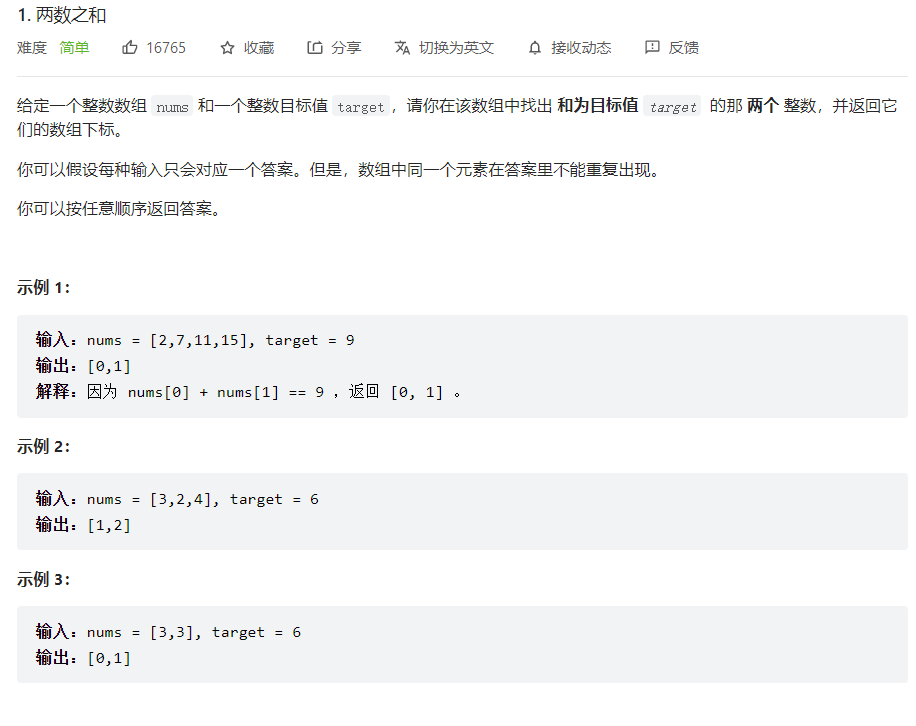 1. 两数之和
难度 简单 16765 收藏 分享 切换为英文 接收动态 反馈
给定一个整数数组 nums 和一个整数目标值 target，请你在该数组中找出 和为目标值 target 的那 两个 整数，并返回它
们的数组下标。
你可以假设每种输入只会对应一个答案。但是，数组中同一个元素在答案里不能重复出现。
你可以按任意顺序返回答案。
示例 1：
输入：nums = [2,7,11,15], target = 9
输出：[0,1]
解释：因为 nums[0] + nums[1] == 9 ，返回 [0, 1] 。
示例 2：
输入：nums = [3,2,4], target = 6
输出：[1,2]
示例 3：
输入：nums = [3,3], target = 6
输出：[0,1]